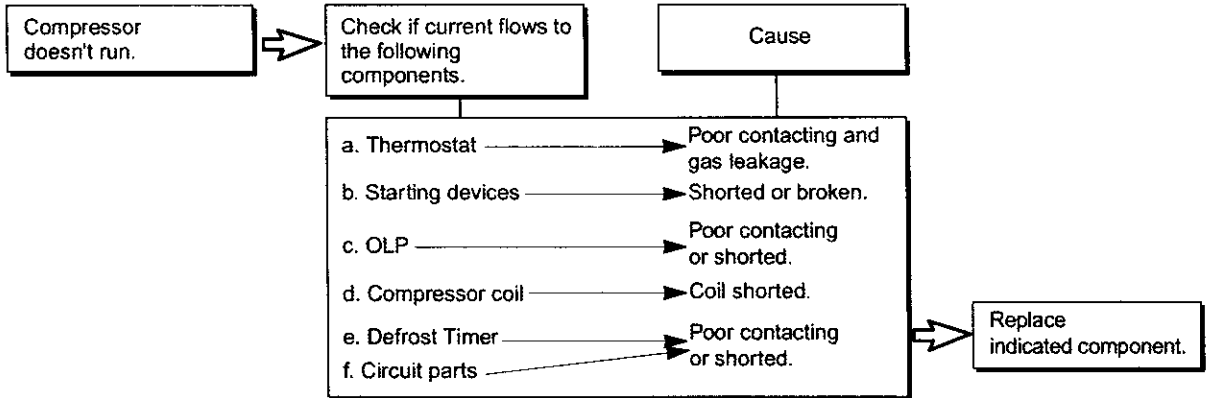 Compressor
doesn't run.
Check if current flows to
the following
components.
Cause
a. Thermostat
Poor contacting and
gas leakage.
b. Starting devices
Shorted or broken.
c. OLP
Poor contacting
or shorted.
d. Compressor coil
Coil shorted.
e. Defrost Timer
Poor contacting
or shorted.
f. Circuit parts
Replace
indicated component.